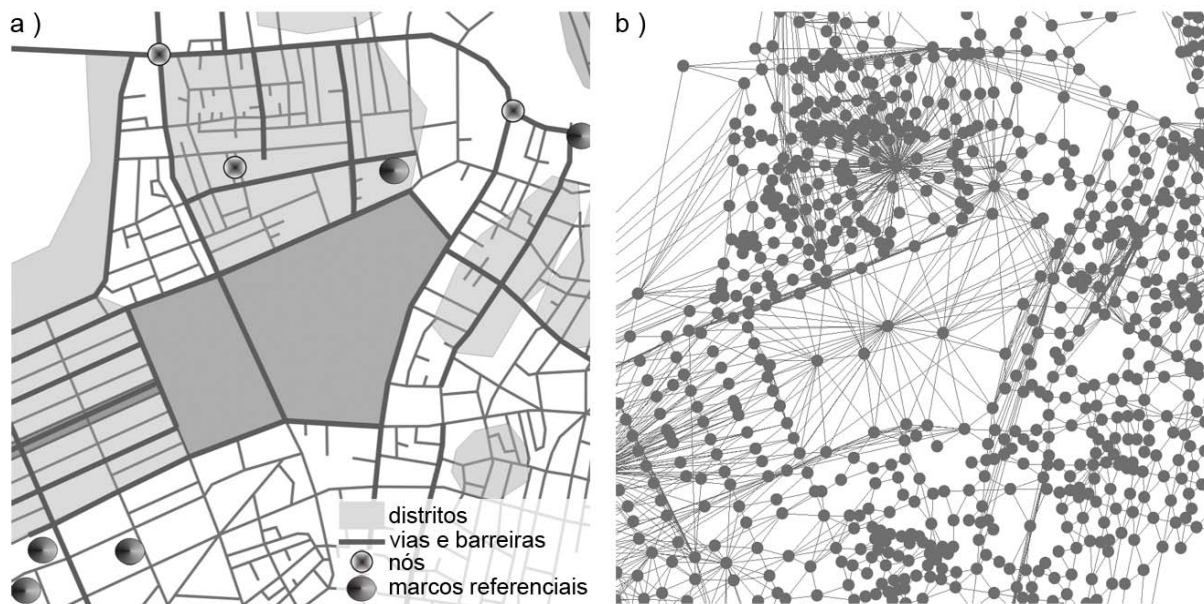 a )
b )
distritos
vias e barreiras
nós
marcos referenciais